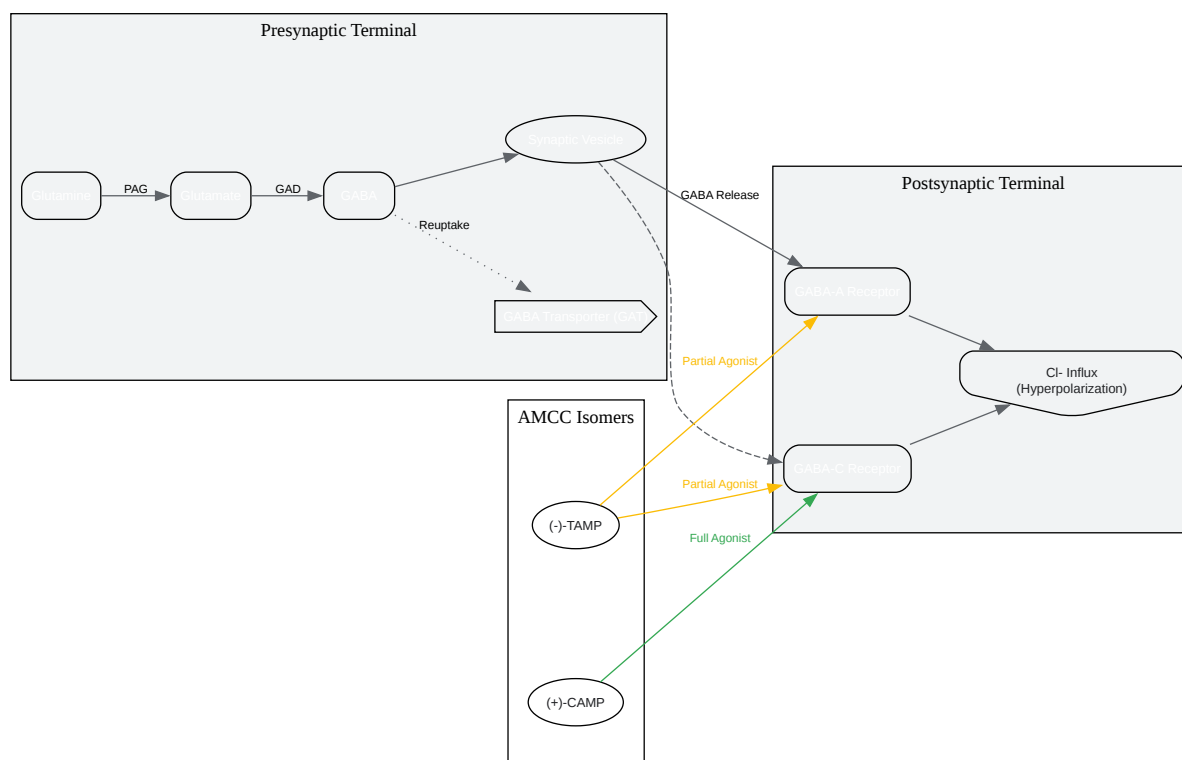 Presynaptic Terminal
Synaptic Vesicle
Glutamine
PAG
Glutamate
GAD
GABA
Reuptake
GABA Transporter (GAT)
GABA Release
Postsynaptic Terminal
GABA-A Receptor
Cl- Influx
(Hyperpolarization)
GABA-C Receptor
Partial Agonist
Partial Agonist
Full Agonist
AMCC Isomers
(-)-TAMP
(+)-CAMP